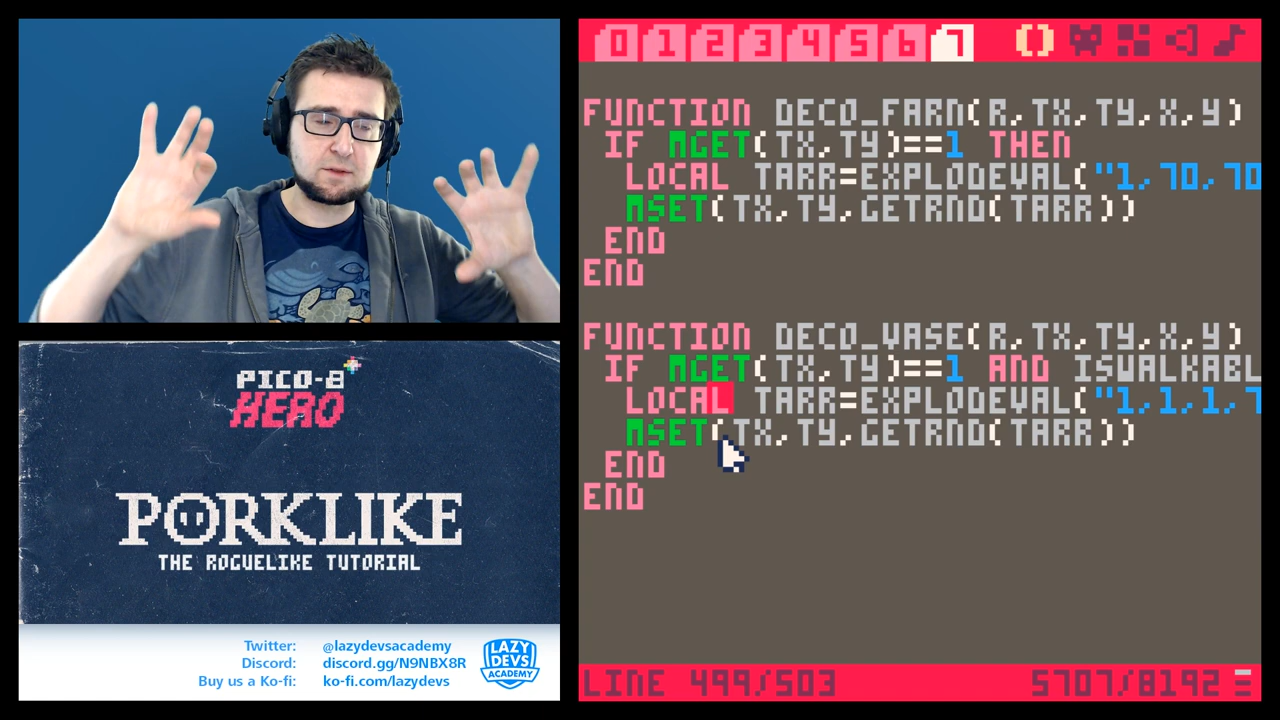 0 1 2 3 4 5 6 7
FUNCTION DECO_FARN(R,TX,TY,X,Y)
IF MGET(TX,TY)==1 THEN
LOCAL TARR=EXPLODEVAL("1,70,70
MSET(TX,TY,GETRND(TARR))
END
END
FUNCTION DECO_VASE(R,TX,TY,X,Y)
IF MGET(TX,TY)==1 AND ISWALKABL
LOCAL TARR=EXPLODEVAL("1,1,1,7
MSET(TX,TY,GETRND(TARR))
END
END
LINE 499/503 5707/8192
PICO-8
HERO
PORKLIKE
THE ROGUELIKE TUTORIAL
Twitter: @lazydevsacademy
Discord: discord.gg/N9NBX8R
Buy us a Ko-fi: ko-fi.com/lazydevs
LAZY
DEVS
ACADEMY